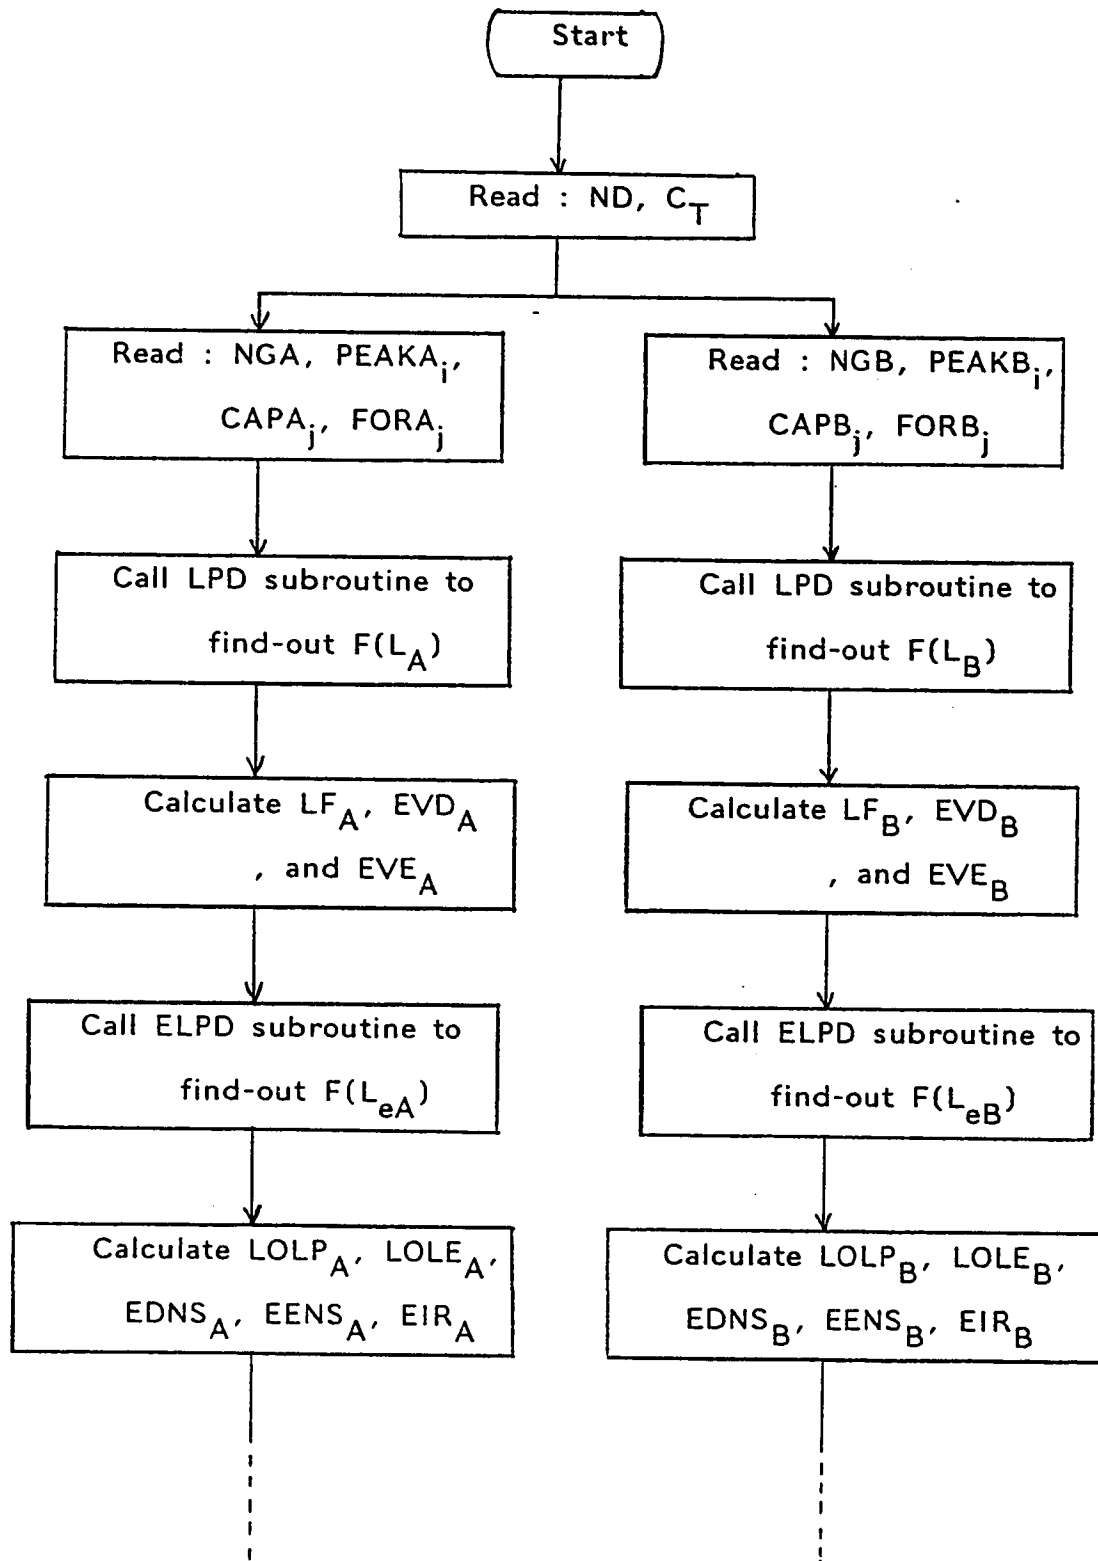 Start
Read : ND, C_T
Read : NGA, PEAKA_i,
CAPA_j, FORA_j
Read : NGB, PEAKB_i,
CAPB_j, FORB_j
Call LPD subroutine to
find-out F(L_A)
Call LPD subroutine to
find-out F(L_B)
Calculate LF_A, EVD_A
, and EVE_A
Calculate LF_B, EVD_B
, and EVE_B
Call ELPD subroutine to
find-out F(L_eA)
Call ELPD subroutine to
find-out F(L_eB)
Calculate LOLP_A, LOLE_A,
EDNS_A, EENS_A, EIR_A
Calculate LOLP_B, LOLE_B,
EDNS_B, EENS_B, EIR_B